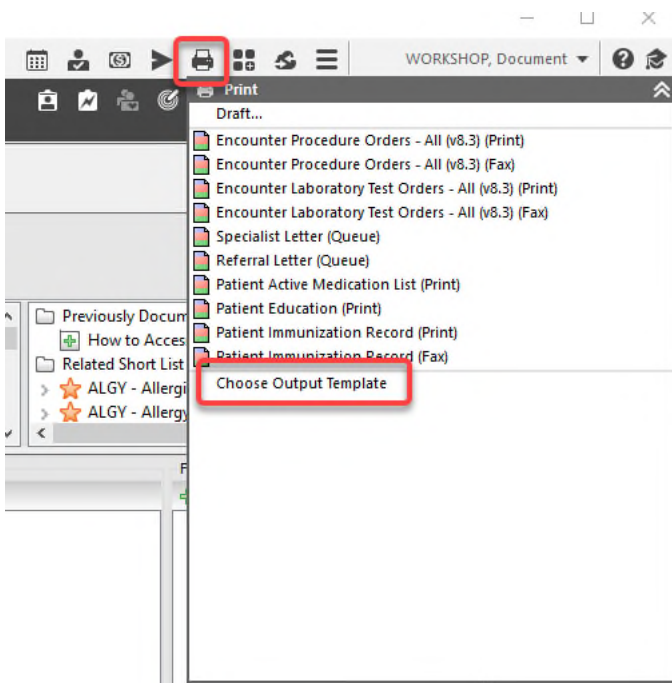 WORKSHOP, Document
Print
Draft...
Encounter Procedure Orders - All (v8.3) (Print)
Encounter Procedure Orders - All (v8.3) (Fax)
Encounter Laboratory Test Orders - All (v8.3) (Print)
Encounter Laboratory Test Orders - All (v8.3) (Fax)
Specialist Letter (Queue)
Referral Letter (Queue)
Patient Active Medication List (Print)
Patient Education (Print)
Patient Immunization Record (Print)
Patient Immunization Record (Fax)
Choose Output Template
Previously Docum
How to Acces
Related Short List
ALGY - Allergi
ALGY - Allergy
F